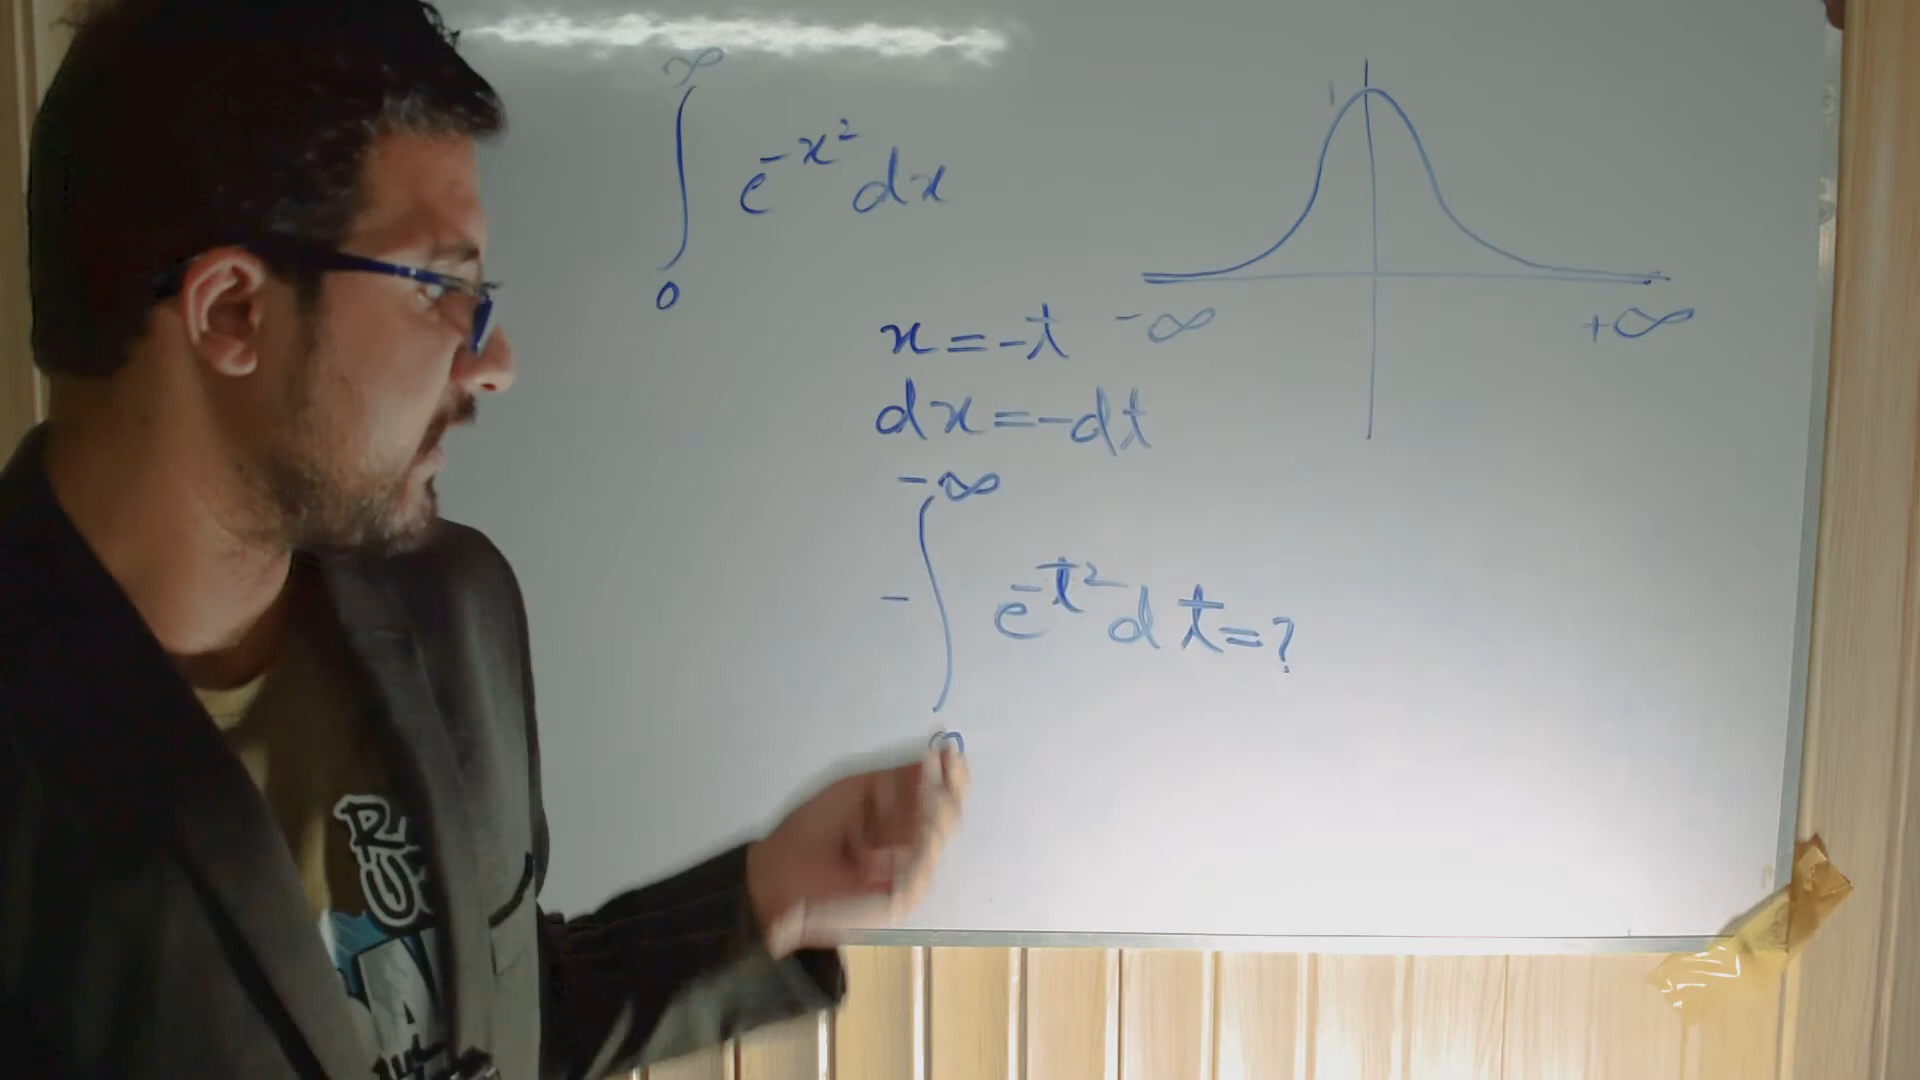 ∞
∫ e^{-x²} dx
0
1
-∞ +∞
x = -t
dx = -dt
-∞
-∫ e^{-t²} dt = ?
0